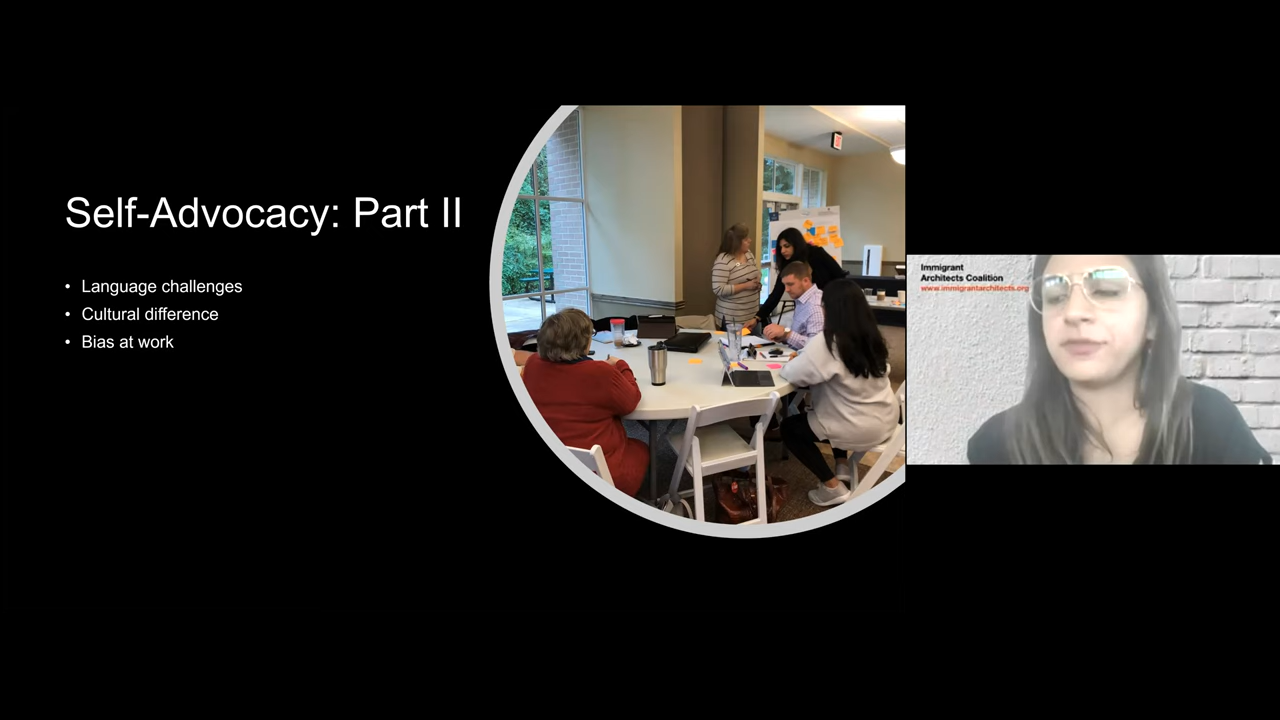 Self-Advocacy: Part II
• Language challenges
• Cultural difference
• Bias at work
Immigrant
Architects Coalition
www.immigrantarchitects.org